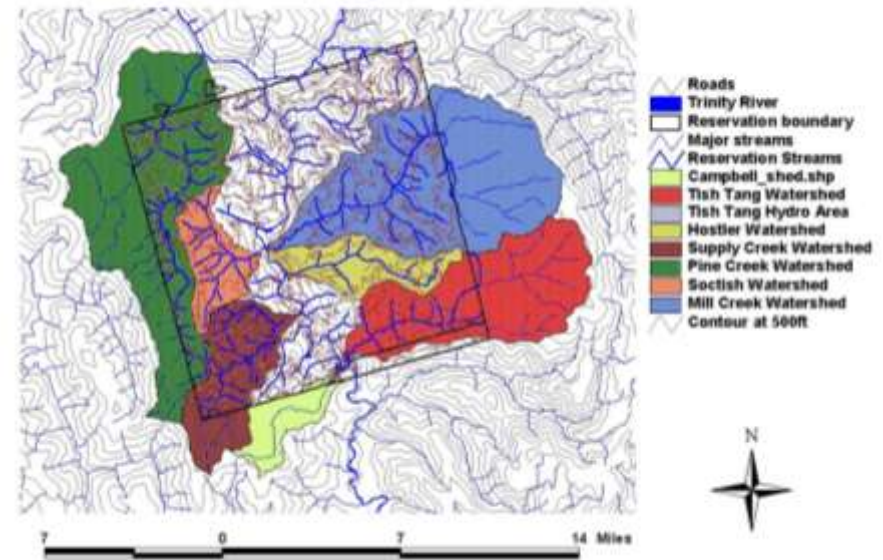 Roads
Trinity River
Reservation boundary
Major streams
Reservation Streams
Campbell_shed.shp
Tish Tang Watershed
Tish Tang Hydro Area
Hostler Watershed
Supply Creek Watershed
Pine Creek Watershed
Soctish Watershed
Mill Creek Watershed
Contour at 500ft
N
7 0 7 14 Miles